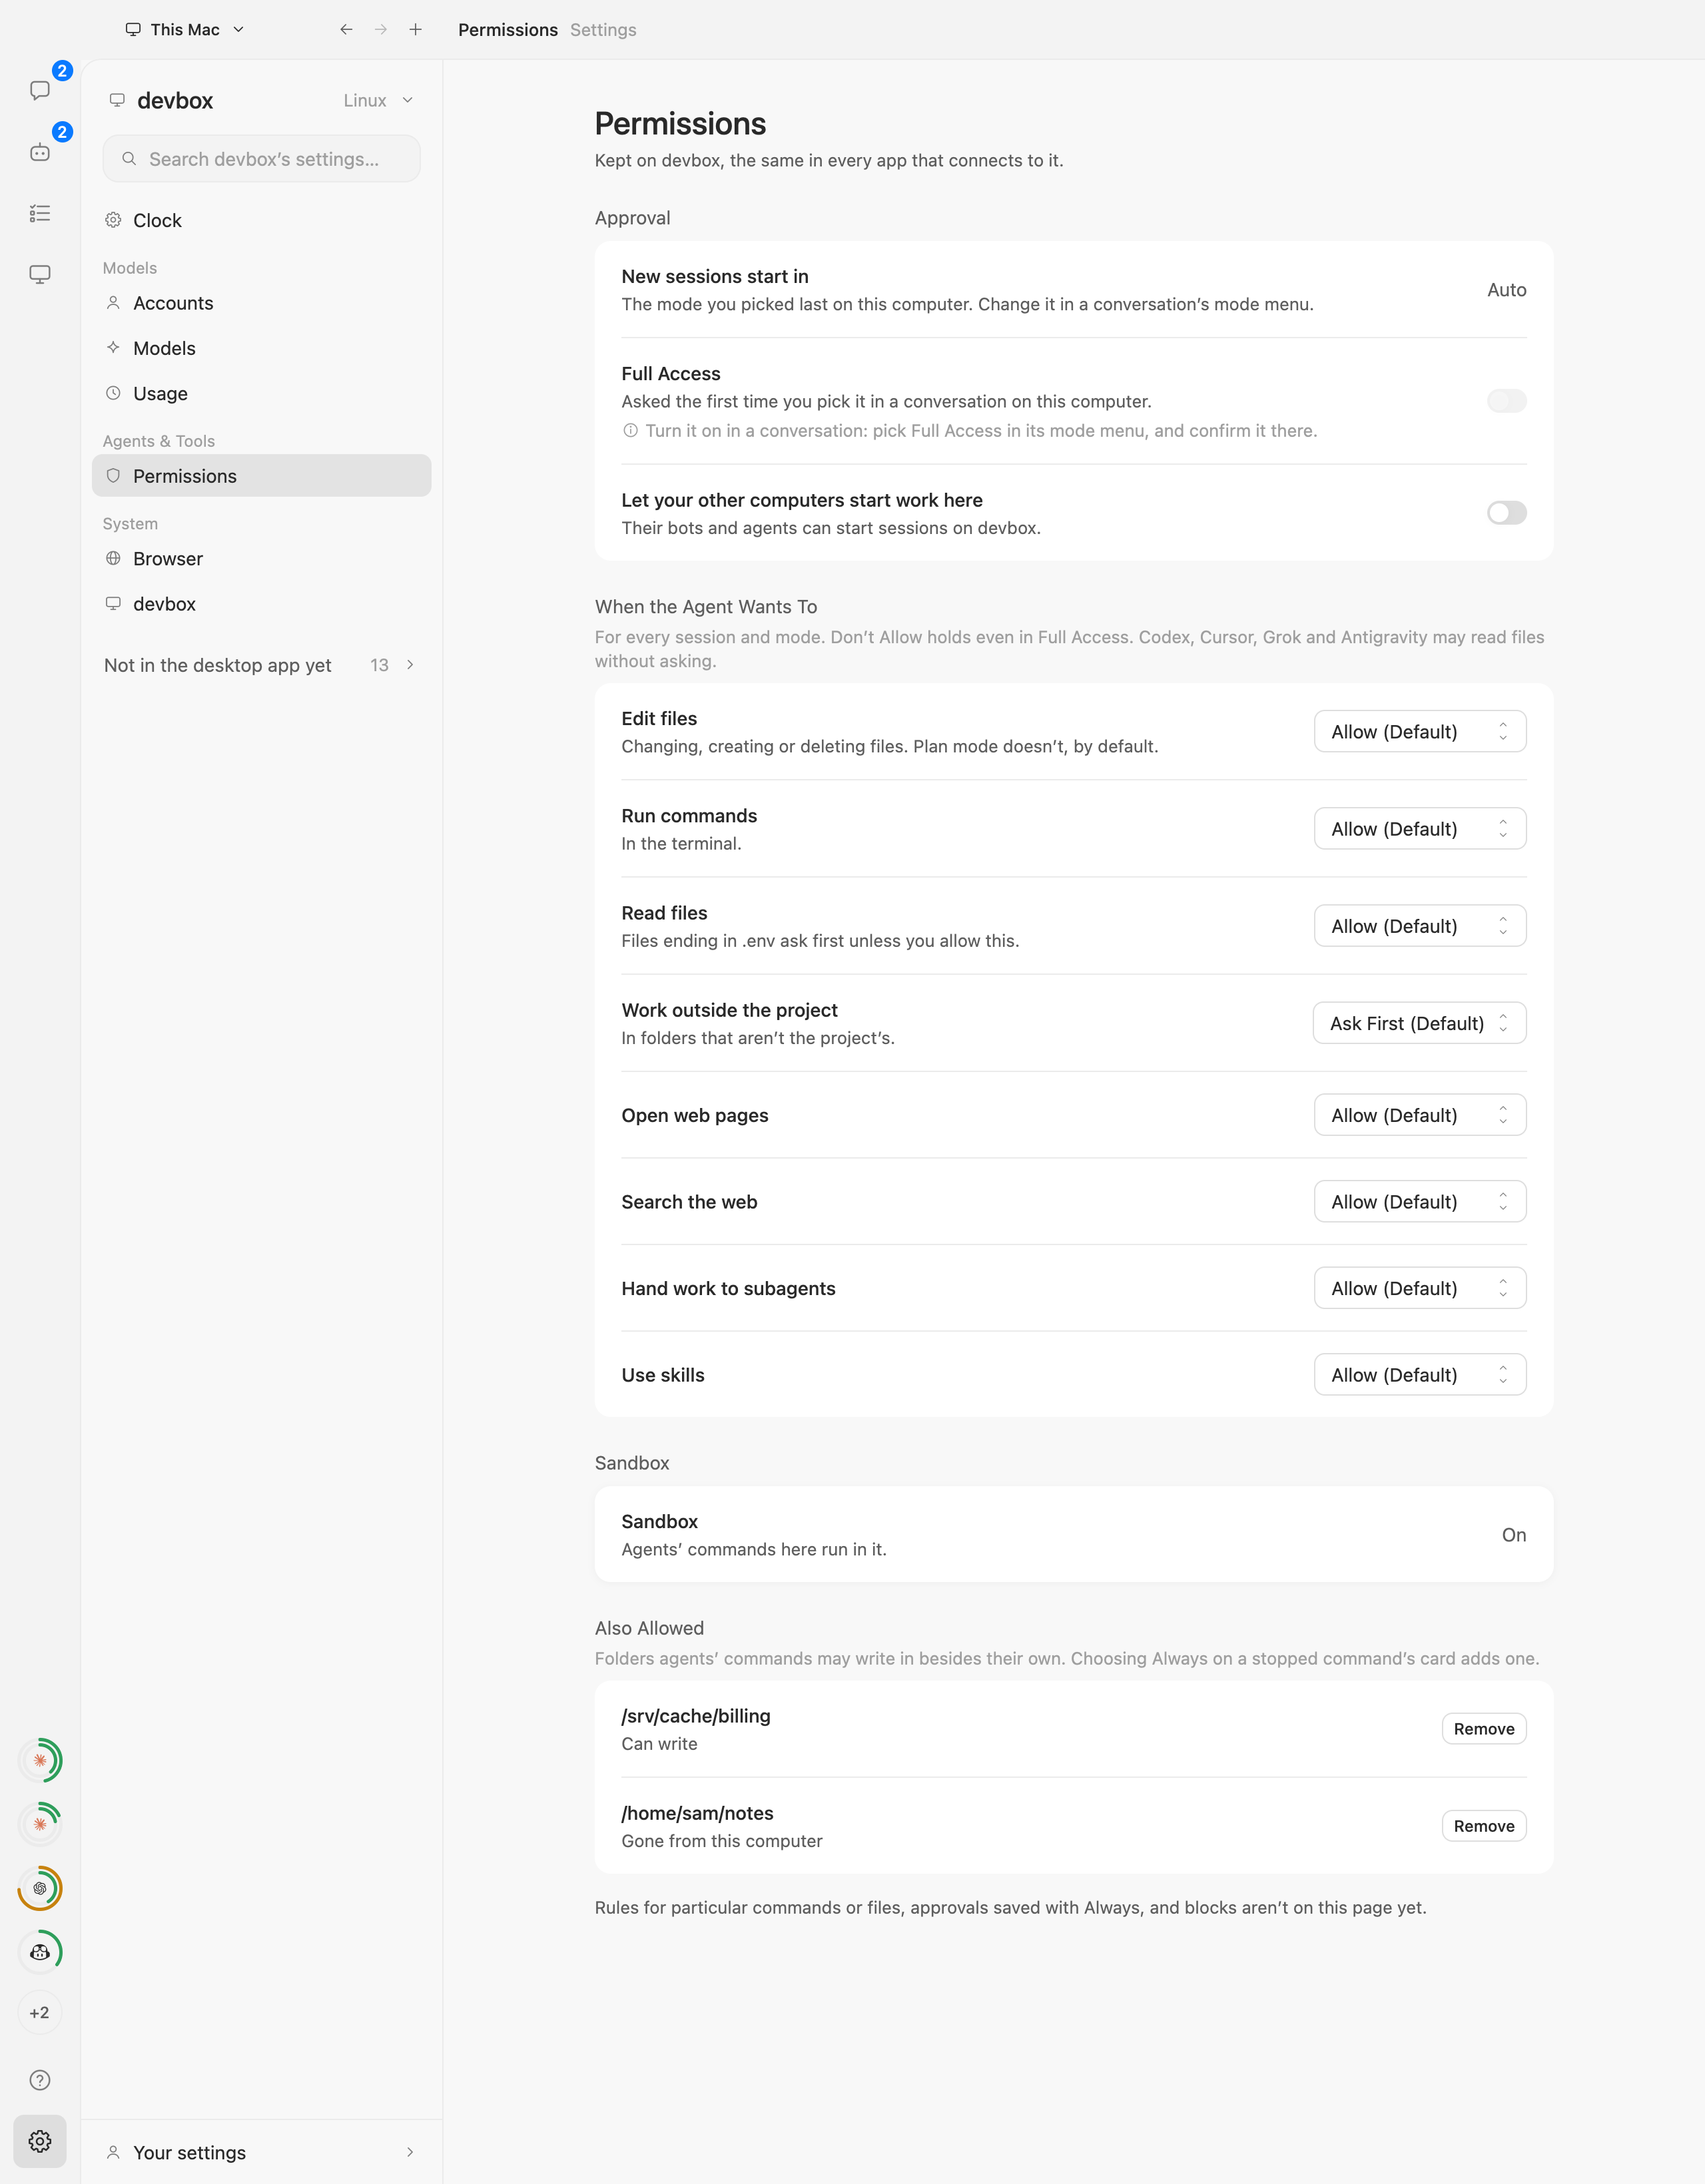 This Mac
Permissions Settings
2
2
devbox
Linux
Search devbox’s settings...
Clock
Models
Accounts
Models
Usage
Agents & Tools
Permissions
System
Browser
devbox
Not in the desktop app yet 13
+2
Your settings
Permissions
Kept on devbox, the same in every app that connects to it.
Approval
New sessions start in
The mode you picked last on this computer. Change it in a conversation’s mode menu.
Auto
Full Access
Asked the first time you pick it in a conversation on this computer.
Turn it on in a conversation: pick Full Access in its mode menu, and confirm it there.
Let your other computers start work here
Their bots and agents can start sessions on devbox.
When the Agent Wants To
For every session and mode. Don’t Allow holds even in Full Access. Codex, Cursor, Grok and Antigravity may read files
without asking.
Edit files
Changing, creating or deleting files. Plan mode doesn’t, by default.
Allow (Default)
Run commands
In the terminal.
Allow (Default)
Read files
Files ending in .env ask first unless you allow this.
Allow (Default)
Work outside the project
In folders that aren’t the project’s.
Ask First (Default)
Open web pages
Allow (Default)
Search the web
Allow (Default)
Hand work to subagents
Allow (Default)
Use skills
Allow (Default)
Sandbox
Sandbox
Agents’ commands here run in it.
On
Also Allowed
Folders agents’ commands may write in besides their own. Choosing Always on a stopped command’s card adds one.
/srv/cache/billing
Can write
Remove
/home/sam/notes
Gone from this computer
Remove
Rules for particular commands or files, approvals saved with Always, and blocks aren’t on this page yet.